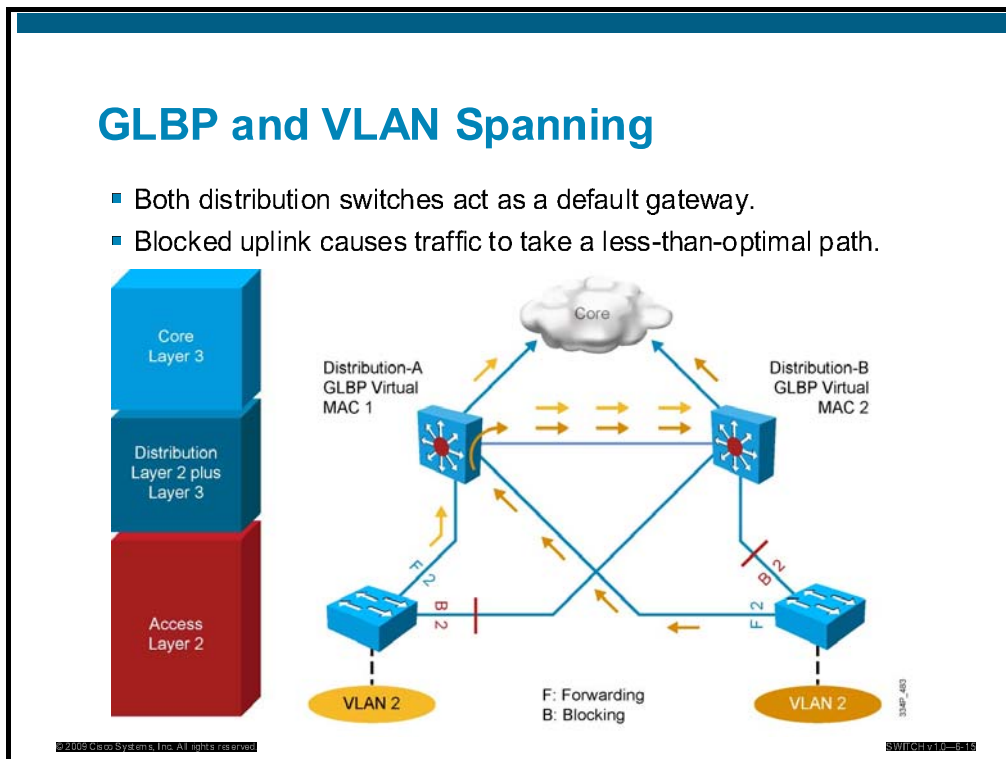 GLBP and VLAN Spanning
Both distribution switches act as a default gateway.
Blocked uplink causes traffic to take a less-than-optimal path.
Core
Layer 3
Distribution
Layer 2 plus
Layer 3
Access
Layer 2
Core
Distribution-A
GLBP Virtual
MAC 1
Distribution-B
GLBP Virtual
MAC 2
F 2
B 2
B 2
F 2
VLAN 2
F: Forwarding
B: Blocking
VLAN 2
334P_483
© 2009 Cisco Systems, Inc. All rights reserved.
SWITCH v1.0—6-15